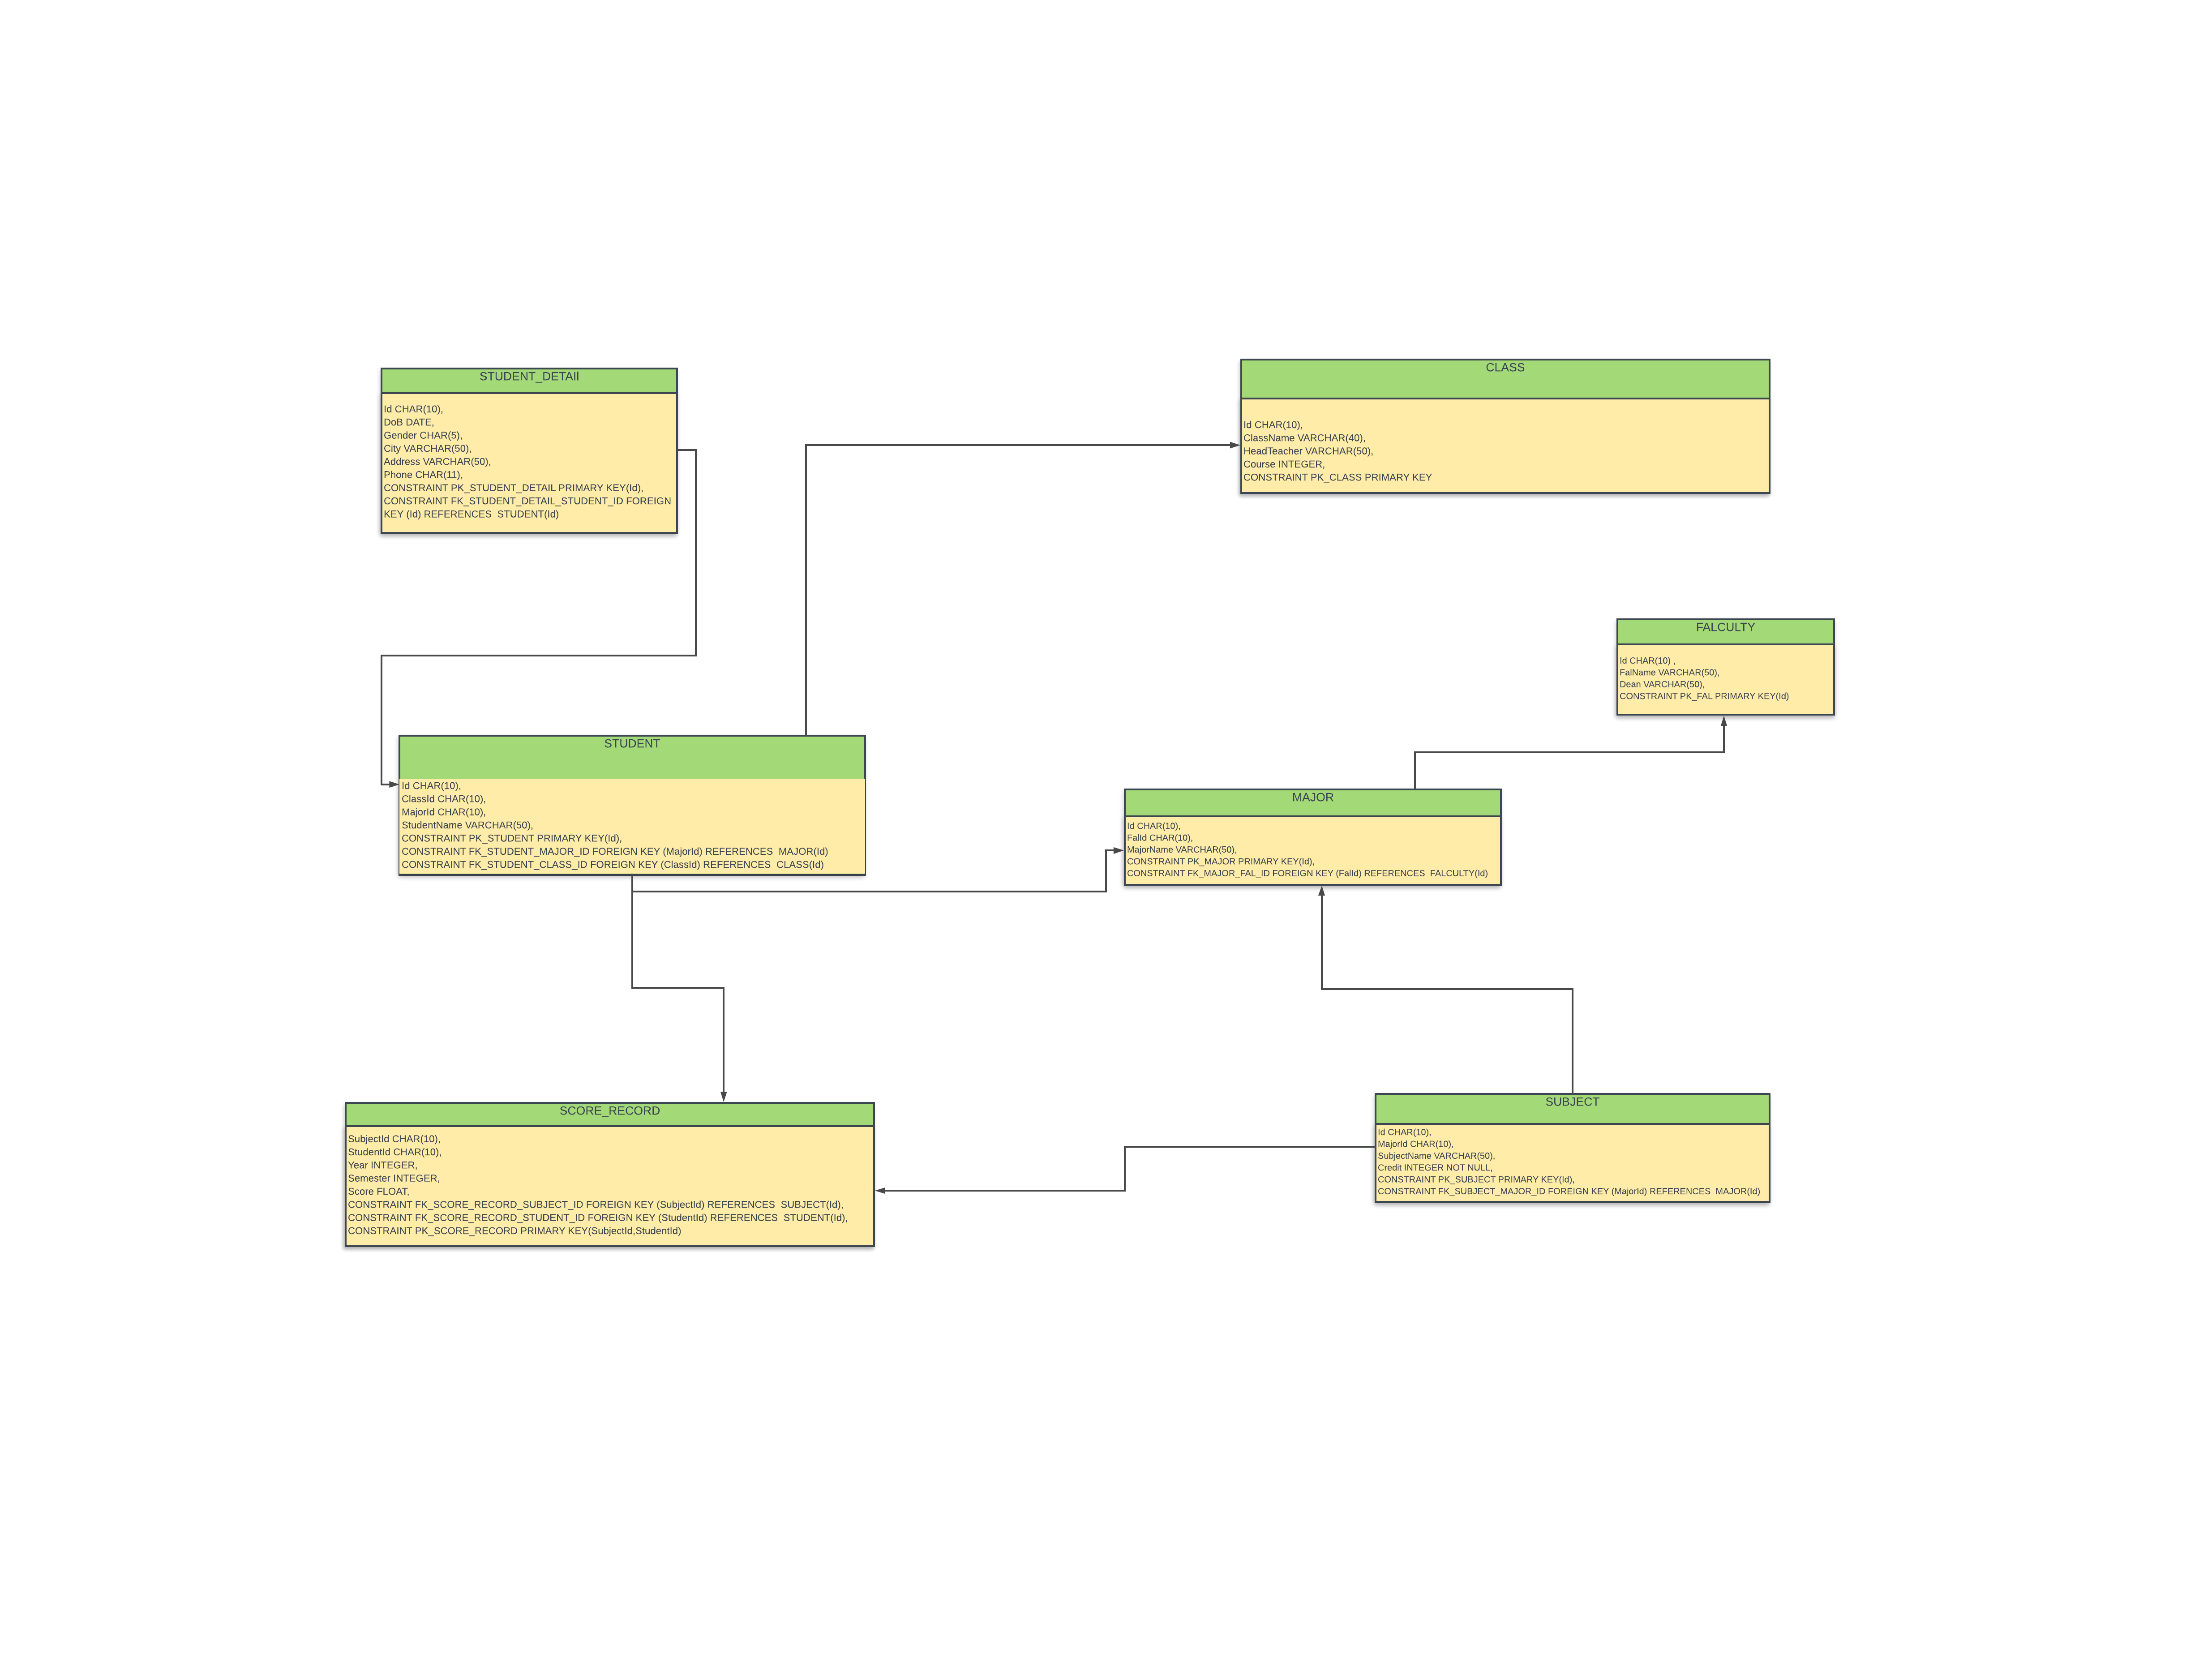 STUDENT_DETAIl
Id CHAR(10),
DoB DATE,
Gender CHAR(5),
City VARCHAR(50),
Address VARCHAR(50),
Phone CHAR(11),
CONSTRAINT PK_STUDENT_DETAIL PRIMARY KEY(Id),
CONSTRAINT FK_STUDENT_DETAIL_STUDENT_ID FOREIGN
KEY (Id) REFERENCES  STUDENT(Id)
CLASS
Id CHAR(10),
ClassName VARCHAR(40),
HeadTeacher VARCHAR(50),
Course INTEGER,
CONSTRAINT PK_CLASS PRIMARY KEY
FALCULTY
Id CHAR(10) ,
FalName VARCHAR(50),
Dean VARCHAR(50),
CONSTRAINT PK_FAL PRIMARY KEY(Id)
STUDENT
Id CHAR(10),
ClassId CHAR(10),
MajorId CHAR(10),
StudentName VARCHAR(50),
CONSTRAINT PK_STUDENT PRIMARY KEY(Id),
CONSTRAINT FK_STUDENT_MAJOR_ID FOREIGN KEY (MajorId) REFERENCES  MAJOR(Id)
CONSTRAINT FK_STUDENT_CLASS_ID FOREIGN KEY (ClassId) REFERENCES  CLASS(Id)
MAJOR
Id CHAR(10),
FalId CHAR(10),
MajorName VARCHAR(50),
CONSTRAINT PK_MAJOR PRIMARY KEY(Id),
CONSTRAINT FK_MAJOR_FAL_ID FOREIGN KEY (FalId) REFERENCES  FALCULTY(Id)
SCORE_RECORD
SubjectId CHAR(10),
StudentId CHAR(10),
Year INTEGER,
Semester INTEGER,
Score FLOAT,
CONSTRAINT FK_SCORE_RECORD_SUBJECT_ID FOREIGN KEY (SubjectId) REFERENCES  SUBJECT(Id),
CONSTRAINT FK_SCORE_RECORD_STUDENT_ID FOREIGN KEY (StudentId) REFERENCES  STUDENT(Id),
CONSTRAINT PK_SCORE_RECORD PRIMARY KEY(SubjectId,StudentId)
SUBJECT
Id CHAR(10),
MajorId CHAR(10),
SubjectName VARCHAR(50),
Credit INTEGER NOT NULL,
CONSTRAINT PK_SUBJECT PRIMARY KEY(Id),
CONSTRAINT FK_SUBJECT_MAJOR_ID FOREIGN KEY (MajorId) REFERENCES  MAJOR(Id)